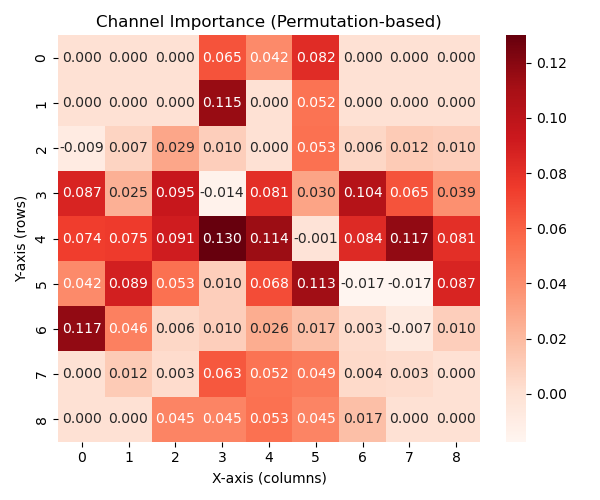 Channel Importance (Permutation-based)
0 0.000 0.000 0.000 0.065 0.042 0.082 0.000 0.000 0.000
1 0.000 0.000 0.000 0.115 0.000 0.052 0.000 0.000 0.000
2 -0.009 0.007 0.029 0.010 0.000 0.053 0.006 0.012 0.010
3 0.087 0.025 0.095 -0.014 0.081 0.030 0.104 0.065 0.039
4 0.074 0.075 0.091 0.130 0.114 -0.001 0.084 0.117 0.081
5 0.042 0.089 0.053 0.010 0.068 0.113 -0.017 -0.017 0.087
6 0.117 0.046 0.006 0.010 0.026 0.017 0.003 -0.007 0.010
7 0.000 0.012 0.003 0.063 0.052 0.049 0.004 0.003 0.000
8 0.000 0.000 0.045 0.045 0.053 0.045 0.017 0.000 0.000
0 1 2 3 4 5 6 7 8
X-axis (columns)
Y-axis (rows)
0.12
0.10
0.08
0.06
0.04
0.02
0.00